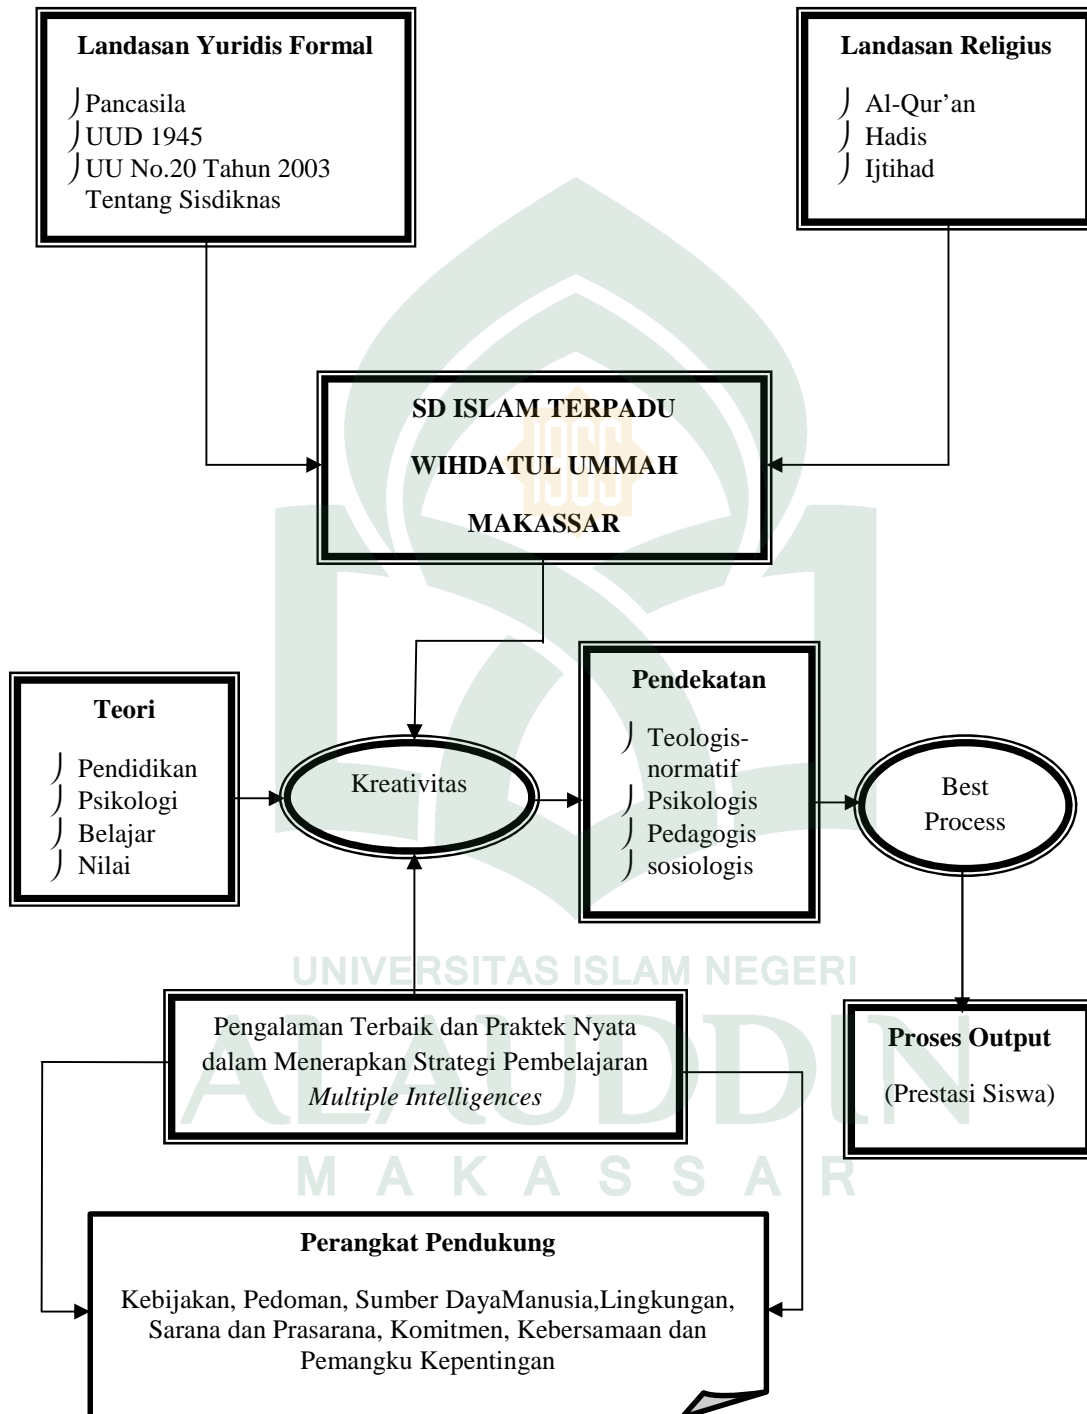 Landasan Yuridis Formal
Pancasila
UUD 1945
UU No.20 Tahun 2003
Tentang Sisdiknas
Landasan Religius
Al-Qur’an
Hadis
Ijtihad
SD ISLAM TERPADU
WIHDATUL UMMAH
MAKASSAR
1965
Teori
Pendidikan
Psikologi
Belajar
Nilai
Kreativitas
Pendekatan
Teologis-
normatif
Psikologis
Pedagogis
sosiologis
Best
Process
UNIVERSITAS ISLAM NEGERI
ALAUDDIN
MAKASSAR
Pengalaman Terbaik dan Praktek Nyata
dalam Menerapkan Strategi Pembelajaran
Multiple Intelligences
Proses Output
(Prestasi Siswa)
Perangkat Pendukung
Kebijakan, Pedoman, Sumber DayaManusia,Lingkungan,
Sarana dan Prasarana, Komitmen, Kebersamaan dan
Pemangku Kepentingan